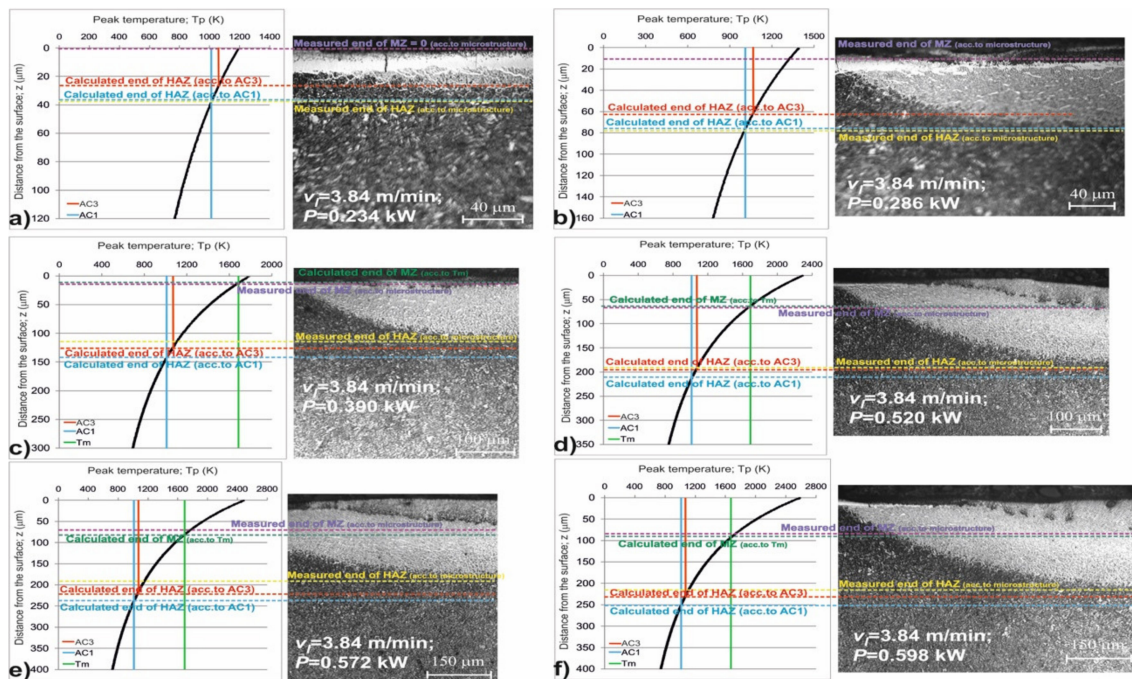 Peak temperature; Tp (K)
0 200 400 600 800 1000 1200 1400
Distance from the surface; z (µm)
0
20
40
60
80
100
120
Measured end of MZ = 0 (acc.to microstructure)
Calculated end of HAZ (acc.to AC3)
Calculated end of HAZ (acc.to AC1)
Measured end of HAZ (acc.to microstructure)
AC3
AC1
vₗ=3.84 m/min;
P=0.234 kW
40 µm
a)
Peak temperature; Tp (K)
0 300 600 900 1200 1500
Distance from the surface; z (µm)
0
20
40
60
80
100
120
140
160
Measured end of MZ (acc.to microstructure)
Calculated end of HAZ (acc.to AC3)
Calculated end of HAZ (acc.to AC1)
Measured end of HAZ (acc.to microstructure)
AC3
AC1
vₗ=3.84 m/min;
P=0.286 kW
40 µm
b)
Peak temperature; Tp (K)
0 400 800 1200 1600 2000
Distance from the surface; z (µm)
0
50
100
150
200
250
300
Calculated end of MZ (acc.to Tm)
Measured end of MZ (acc.to microstructure)
Measured end of HAZ (acc.to microstructure)
Calculated end of HAZ (acc.to AC3)
Calculated end of HAZ (acc.to AC1)
AC3
AC1
Tm
vₗ=3.84 m/min;
P=0.390 kW
100 µm
c)
Peak temperature; Tp (K)
0 300 600 900 1200 1500 1800 2100 2400
Distance from the surface; z (µm)
0
50
100
150
200
250
300
350
Calculated end of MZ (acc.to Tm)
Measured end of MZ (acc.to microstructure)
Measured end of HAZ (acc.to microstructure)
Calculated end of HAZ (acc.to AC3)
Calculated end of HAZ (acc.to AC1)
AC3
AC1
Tm
vₗ=3.84 m/min;
P=0.520 kW
100 µm
d)
Peak temperature; Tp (K)
0 400 800 1200 1600 2000 2400 2800
Distance from the surface; z (µm)
0
50
100
150
200
250
300
350
400
Measured end of MZ (acc.to microstructure)
Calculated end of MZ (acc.to Tm)
Measured end of HAZ (acc.to microstructure)
Calculated end of HAZ (acc.to AC3)
Calculated end of HAZ (acc.to AC1)
AC3
AC1
Tm
vₗ=3.84 m/min;
P=0.572 kW
150 µm
e)
Peak temperature; Tp (K)
0 400 800 1200 1600 2000 2400 2800
Distance from the surface; z (µm)
0
50
100
150
200
250
300
350
400
Measured end of MZ (acc.to microstructure)
Calculated end of MZ (acc.to Tm)
Measured end of HAZ (acc.to microstructure)
Calculated end of HAZ (acc.to AC3)
Calculated end of HAZ (acc.to AC1)
AC3
AC1
Tm
vₗ=3.84 m/min;
P=0.598 kW
150 µm
f)